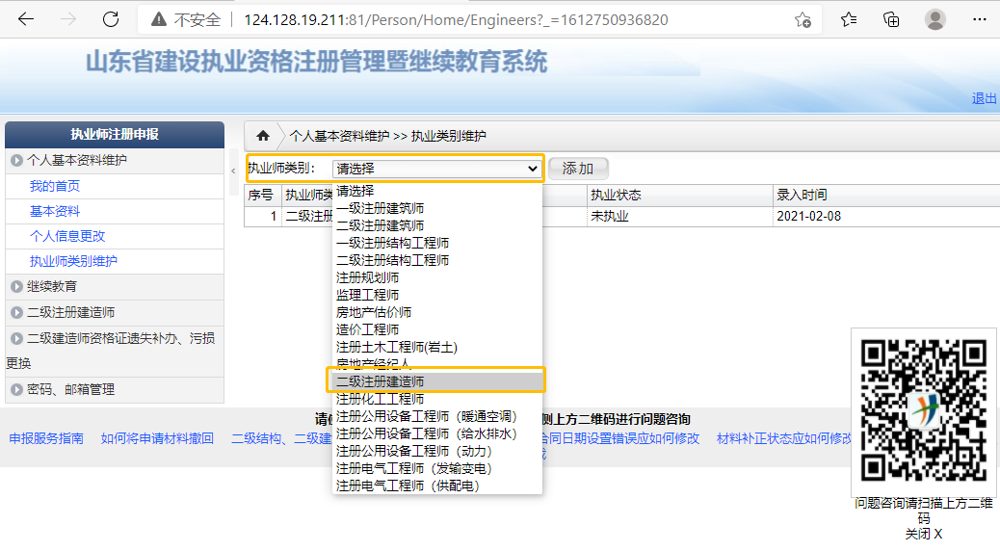 不安全
124.128.19.211:81/Person/Home/Engineers?_=1612750936820
山东省建设执业资格注册管理暨继续教育系统
退出
执业师注册申报
个人基本资料维护
我的首页
基本资料
个人信息更改
执业师类别维护
继续教育
二级注册建造师
二级建造师资格证遗失补办、污损
更换
密码、邮箱管理
个人基本资料维护 >> 执业类别维护
执业师类别： 请选择 添 加
序号 执业师类 执业状态 录入时间
1 二级注册 未执业 2021-02-08
请选择
一级注册建筑师
二级注册建筑师
一级注册结构工程师
二级注册结构工程师
注册规划师
监理工程师
房地产估价师
造价工程师
注册土木工程师(岩土)
房地产经纪人
二级注册建造师
注册化工工程师
注册公用设备工程师（暖通空调）
注册公用设备工程师（给水排水）
注册公用设备工程师（动力）
注册电气工程师（发输变电）
注册电气工程师（供配电）
侧上方二维码进行问题咨询
申报服务指南 如何将申请材料撤回 二级结构、二级建 合同日期设置错误应如何修改 材料补正状态应如何修改
问题咨询请扫描上方二维
码
关闭 X